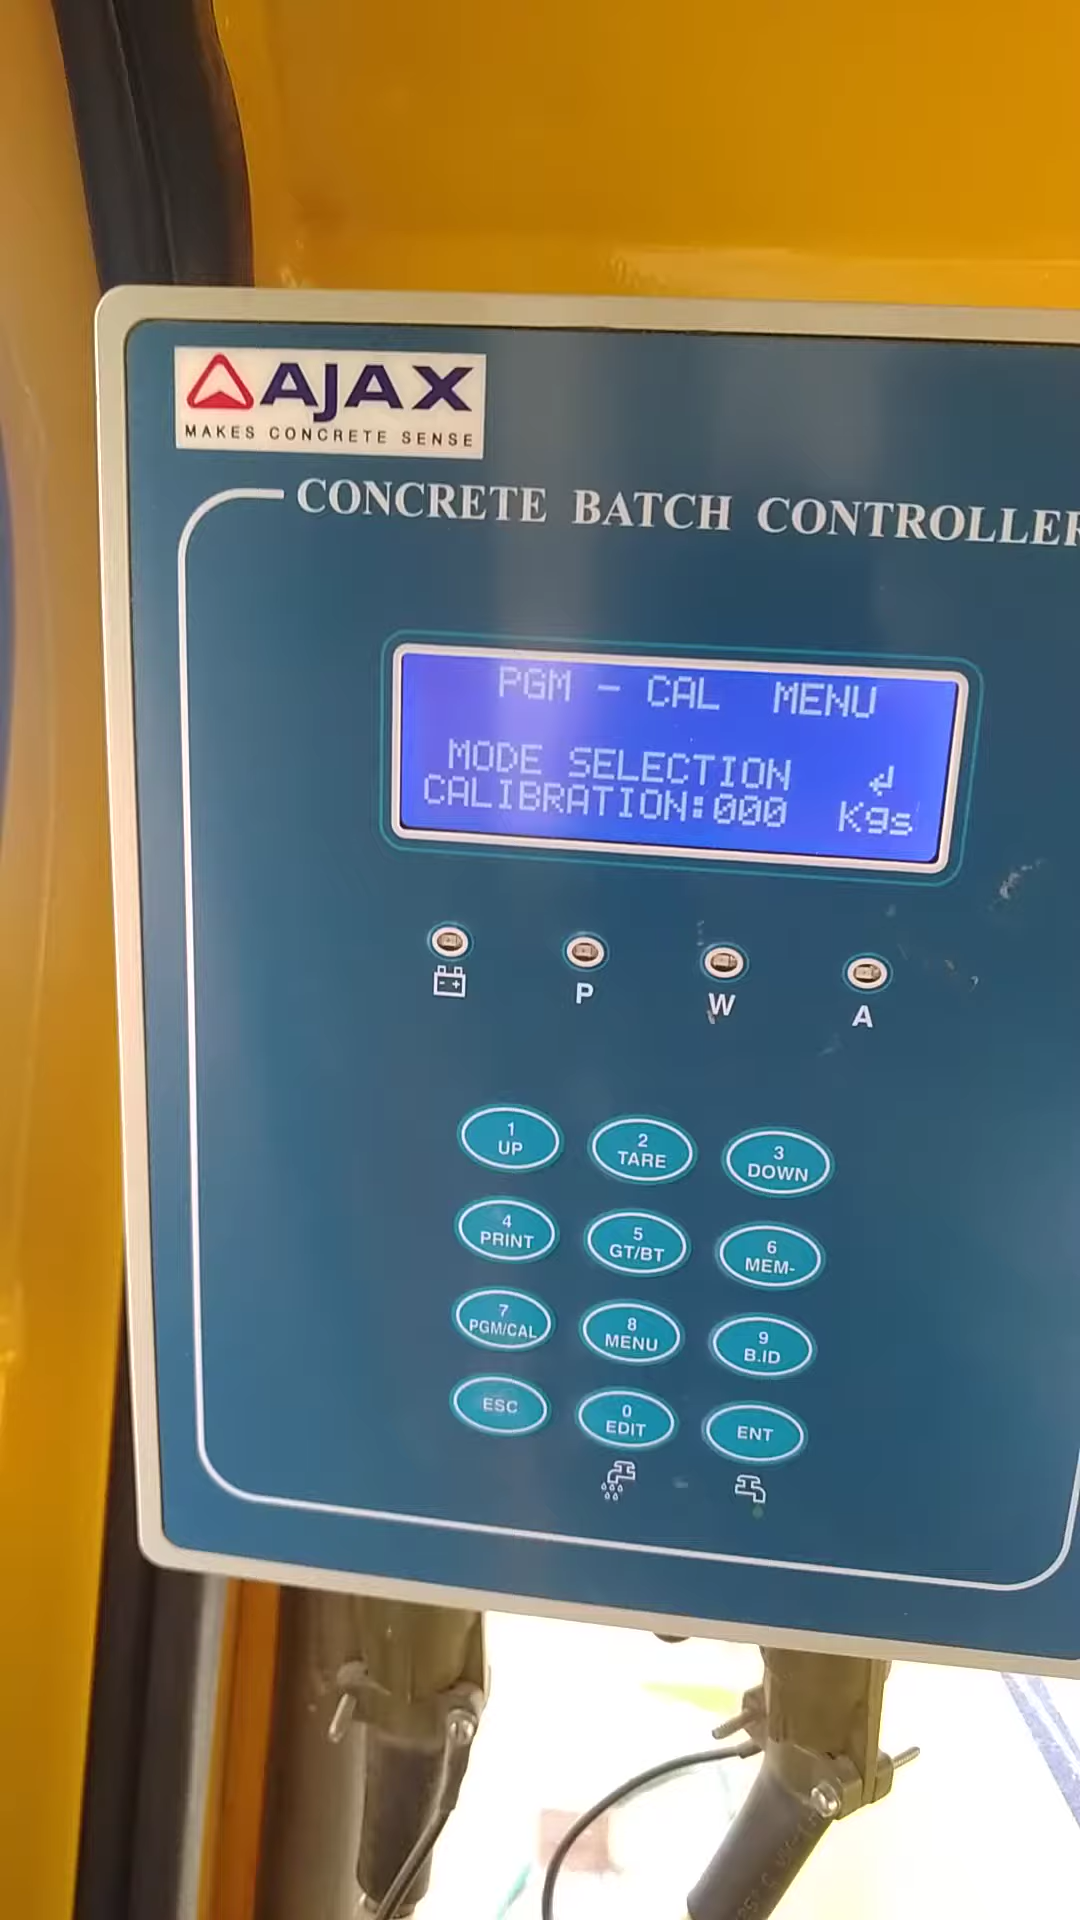 AJAX
MAKES CONCRETE SENSE
CONCRETE BATCH CONTROLLER
PGM - CAL MENU
MODE SELECTION ↲
CALIBRATION:000 Kgs
- +
P
W
A
1
UP
2
TARE
3
DOWN
4
PRINT
5
GT/BT
6
MEM-
7
PGM/CAL
8
MENU
9
B.ID
ESC
0
EDIT
ENT